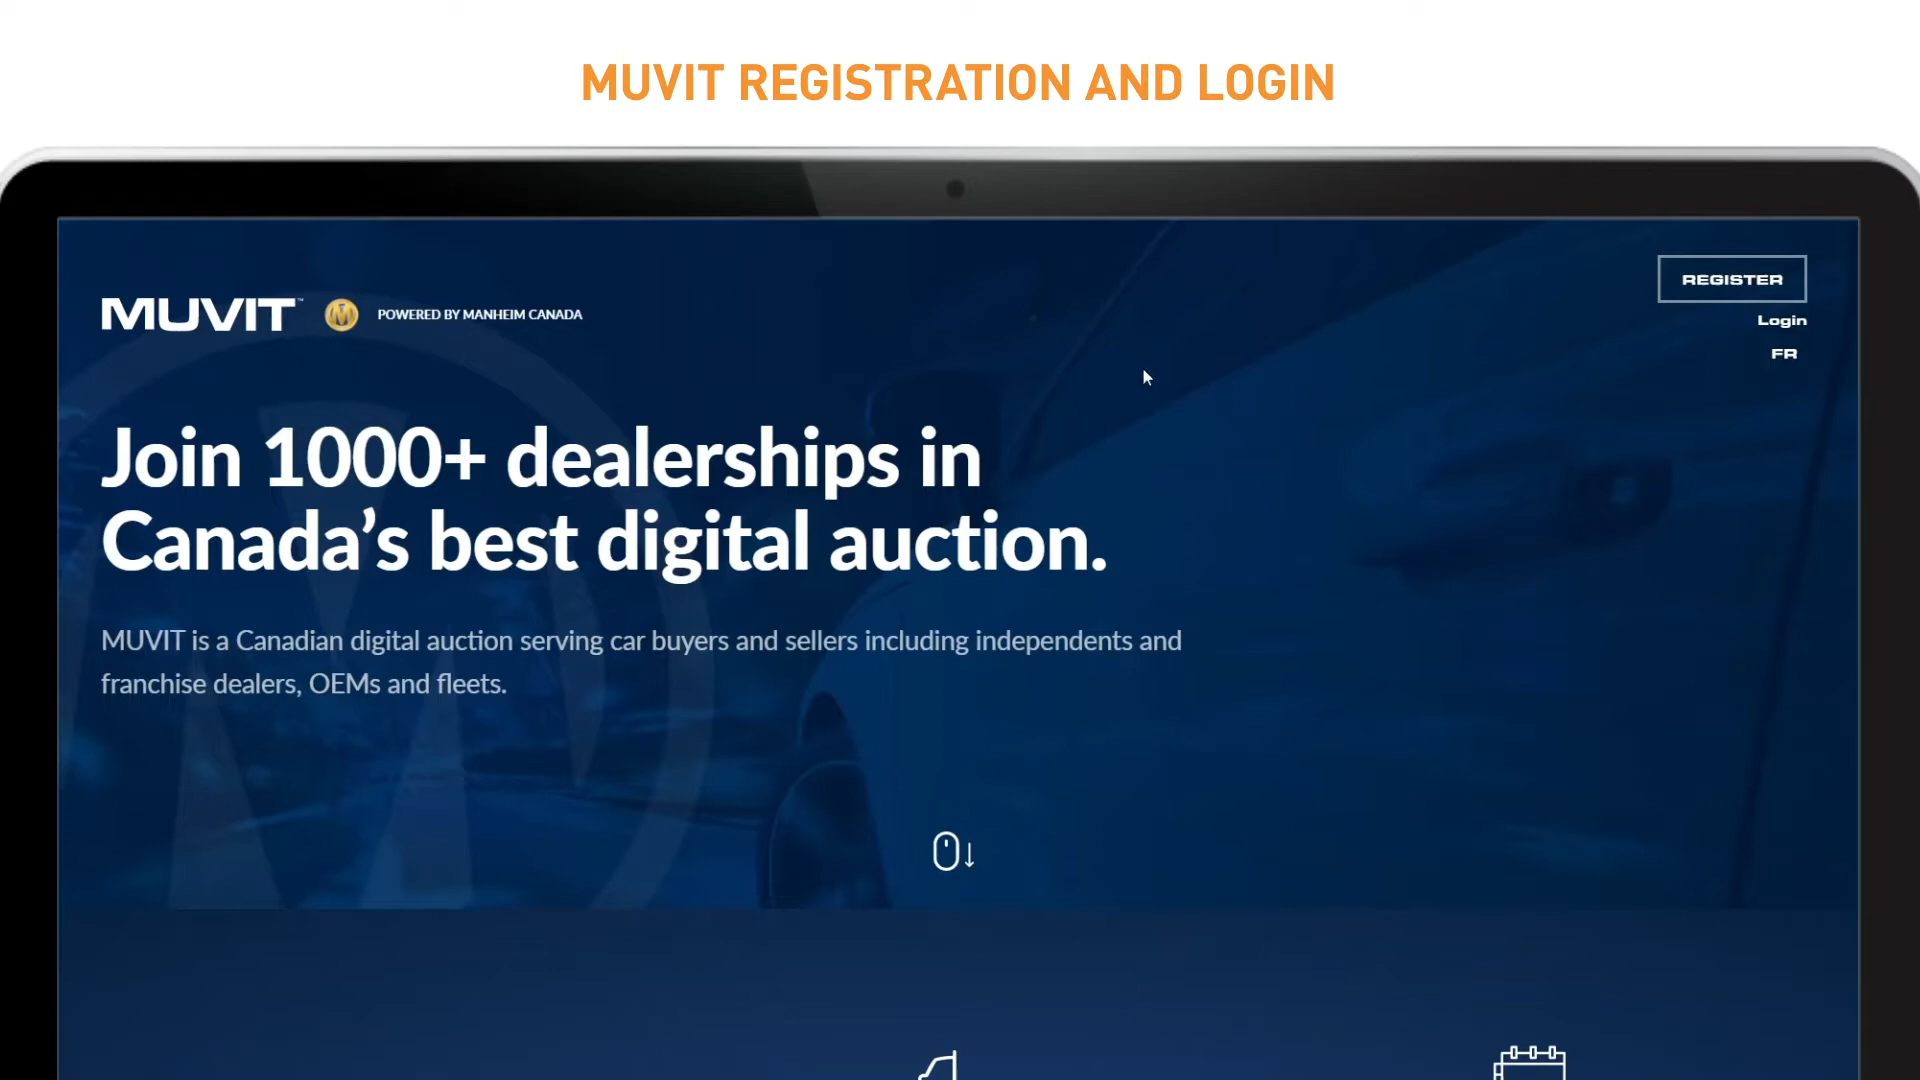 MUVIT REGISTRATION AND LOGIN
REGISTER
MUVIT™ POWERED BY MANHEIM CANADA
Login
FR
Join 1000+ dealerships in
Canada’s best digital auction.
MUVIT is a Canadian digital auction serving car buyers and sellers including independents and
franchise dealers, OEMs and fleets.